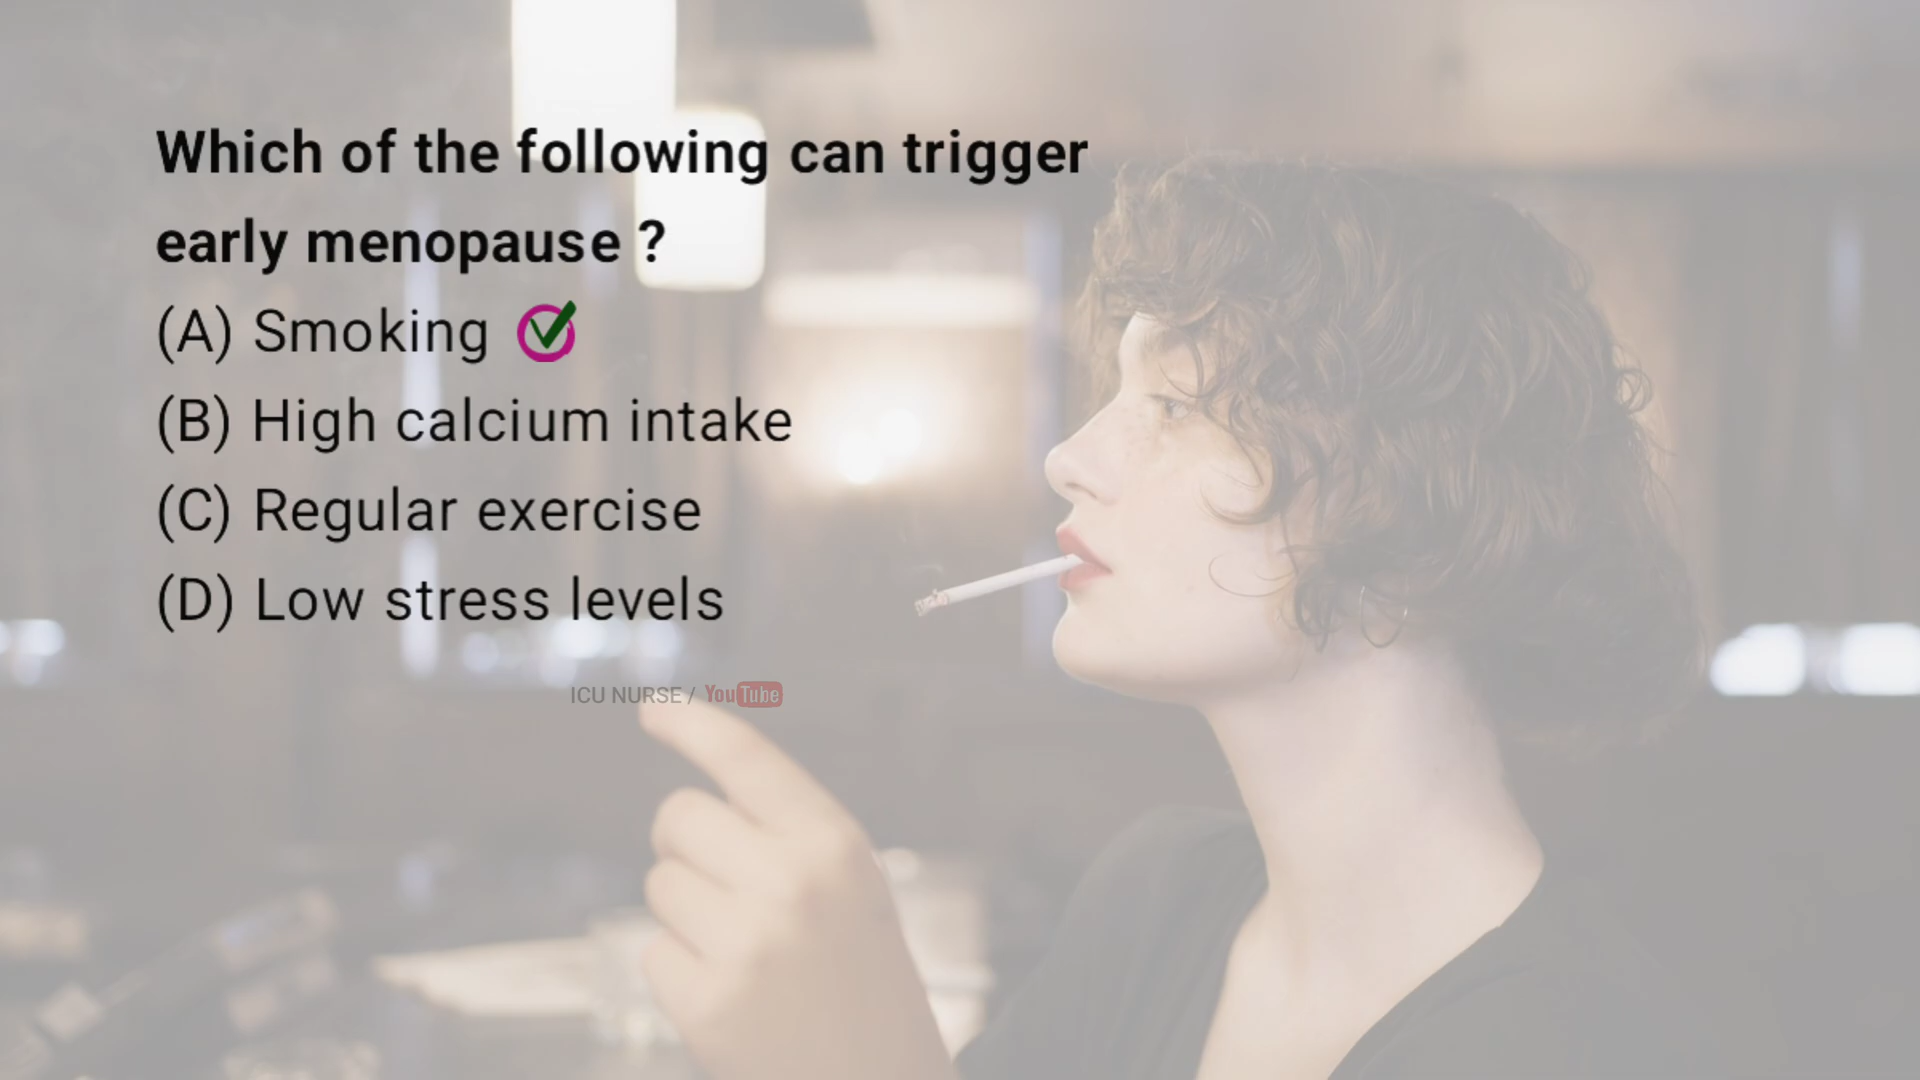 Which of the following can trigger
early menopause ?
(A) Smoking
(B) High calcium intake
(C) Regular exercise
(D) Low stress levels
ICU NURSE / YouTube